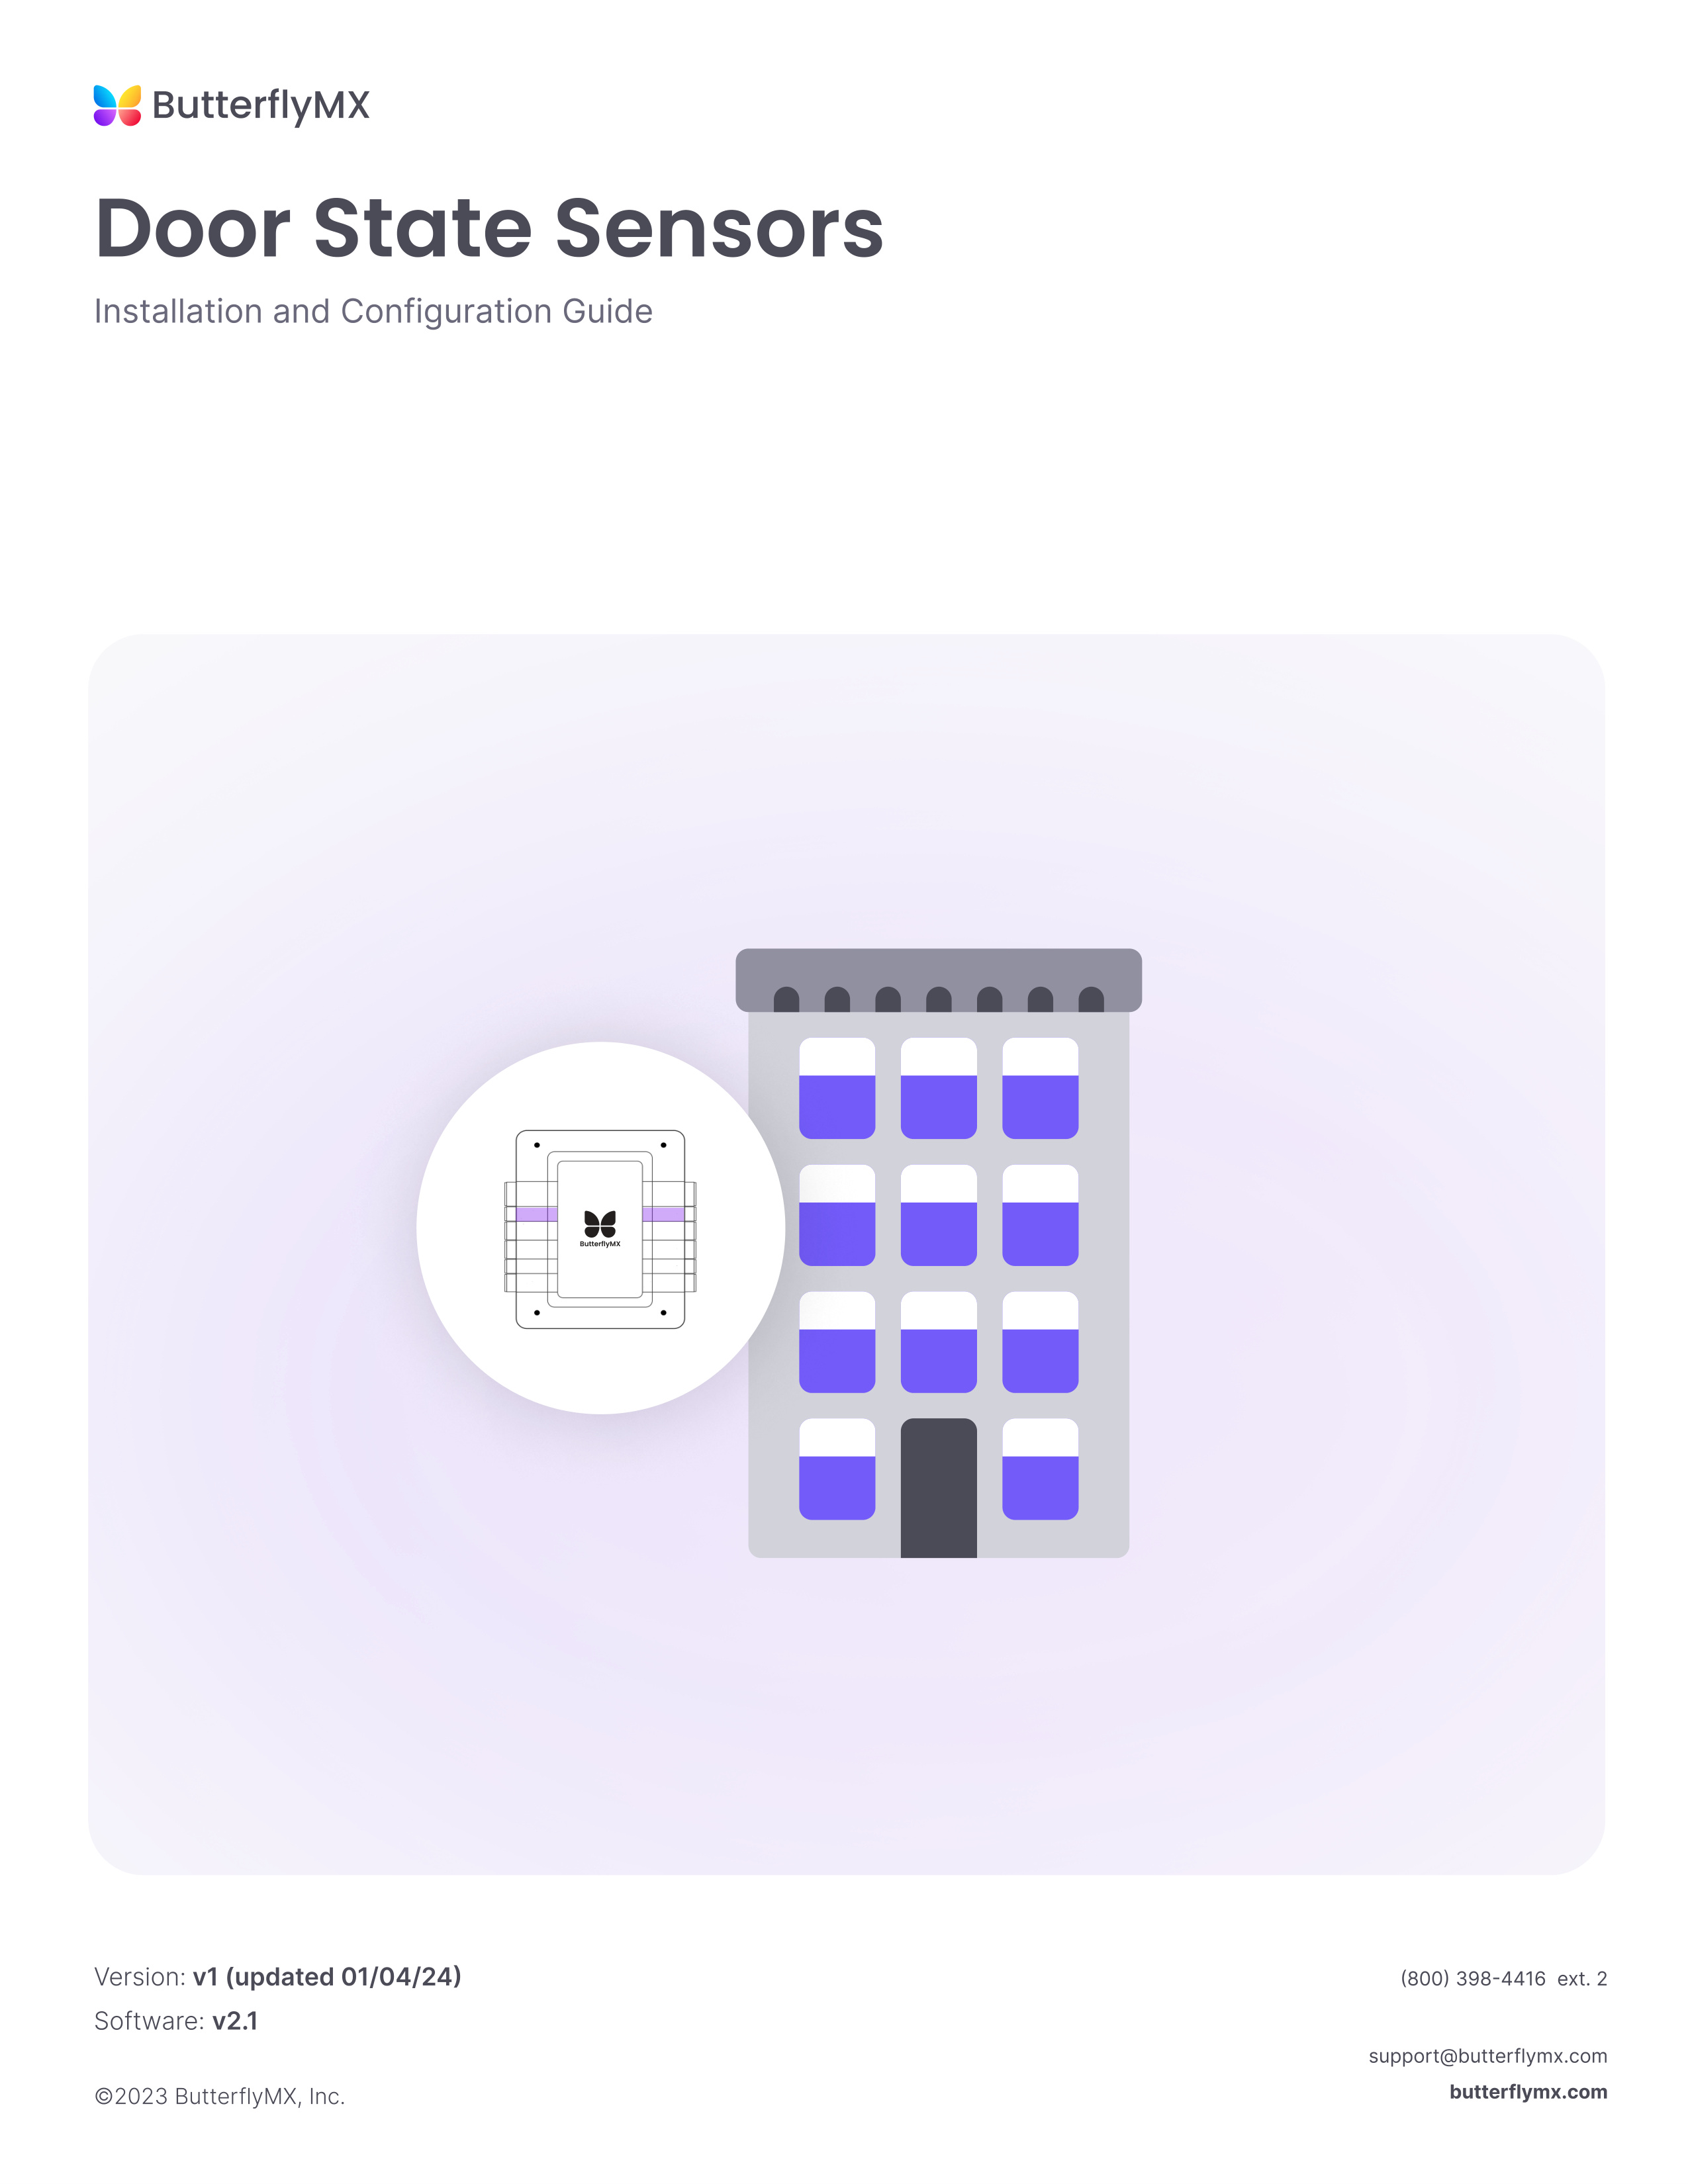 ButterflyMX
Door State Sensors
Installation and Configuration Guide
ButterflyMX
Version: v1 (updated 01/04/24)
Software: v2.1
©2023 ButterflyMX, Inc.
(800) 398-4416 ext. 2
support@butterflymx.com
butterflymx.com